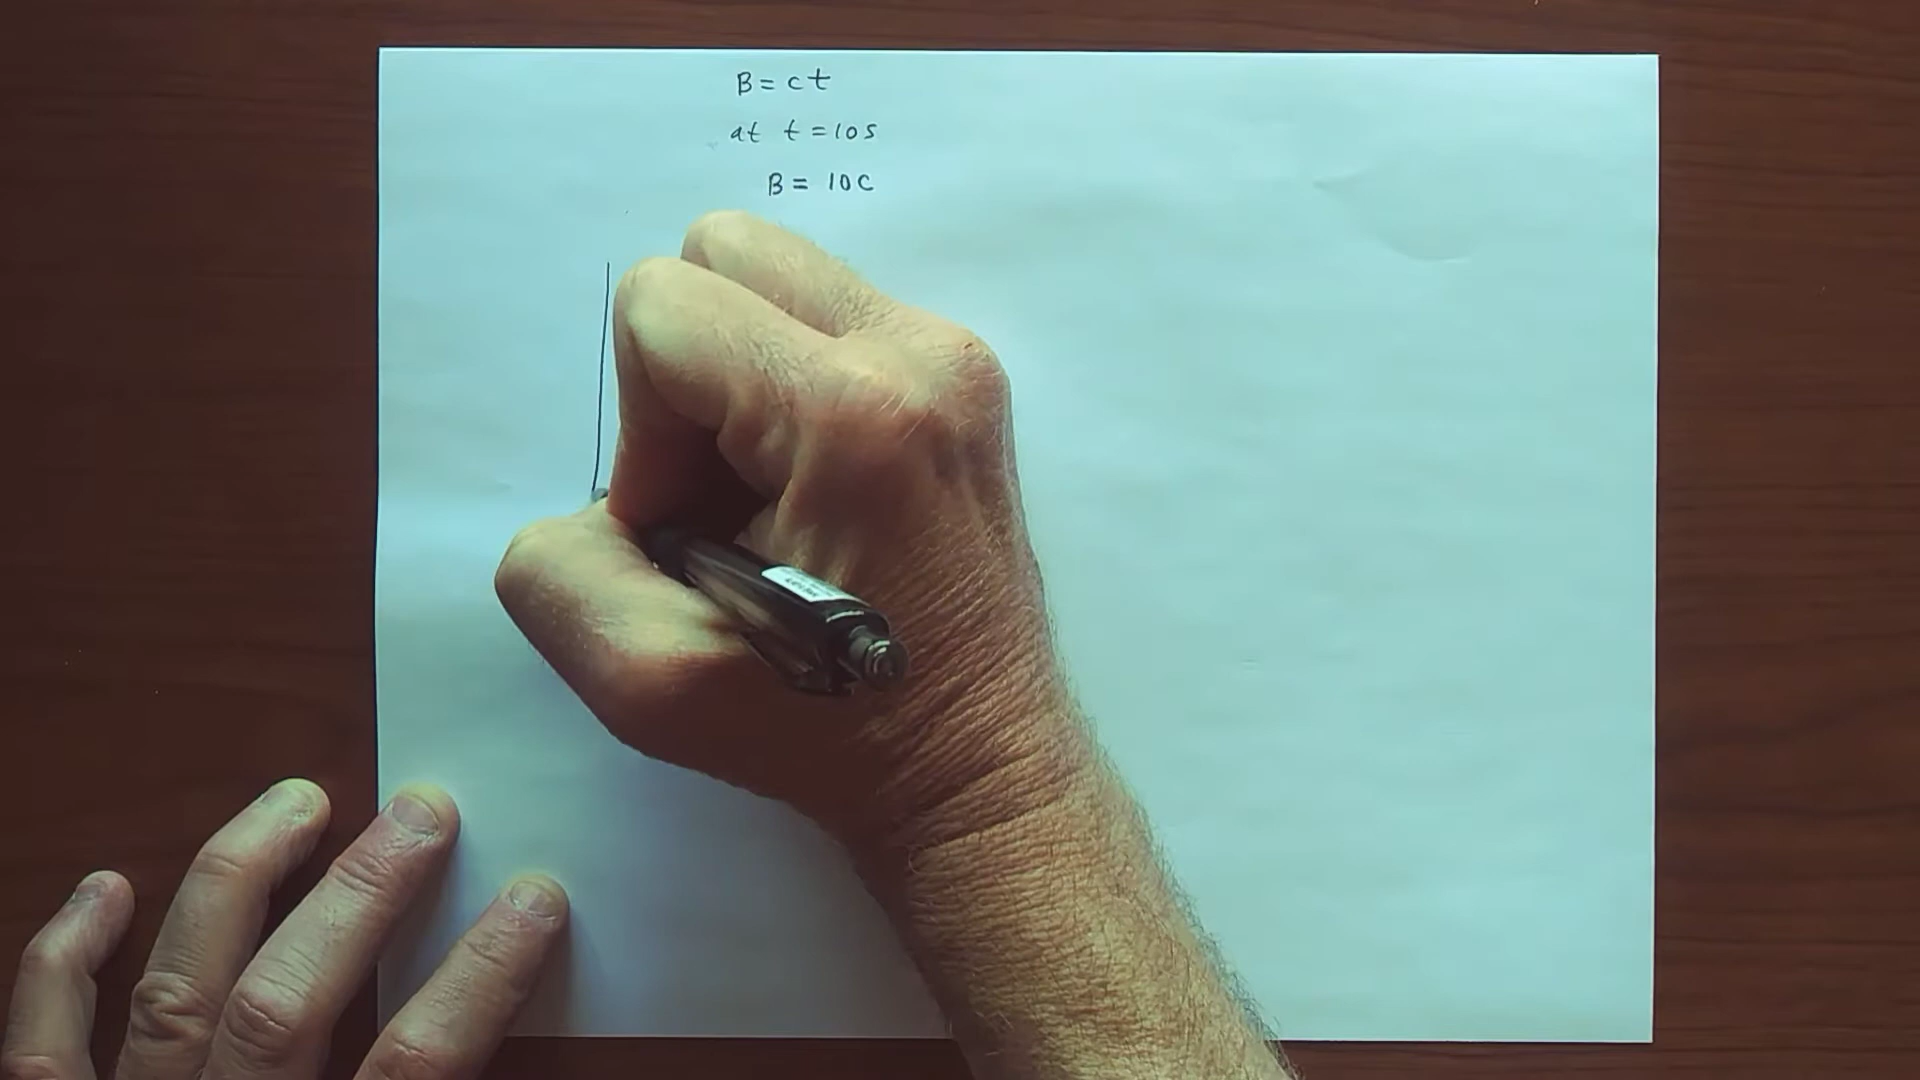 B = ct
at t = 10s
B = 10C